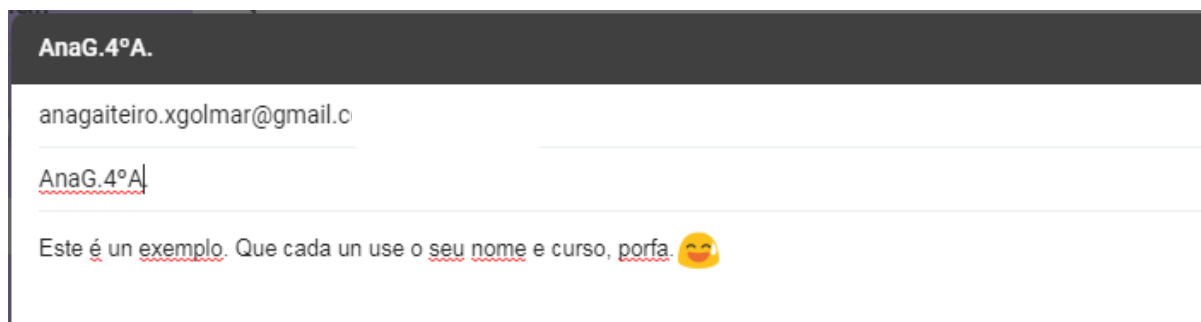 AnaG.4ºA.
anagaiteiro.xgolmar@gmail.c
AnaG.4ºA.
Este é un exemplo. Que cada un use o seu nome e curso, porfa. 😅